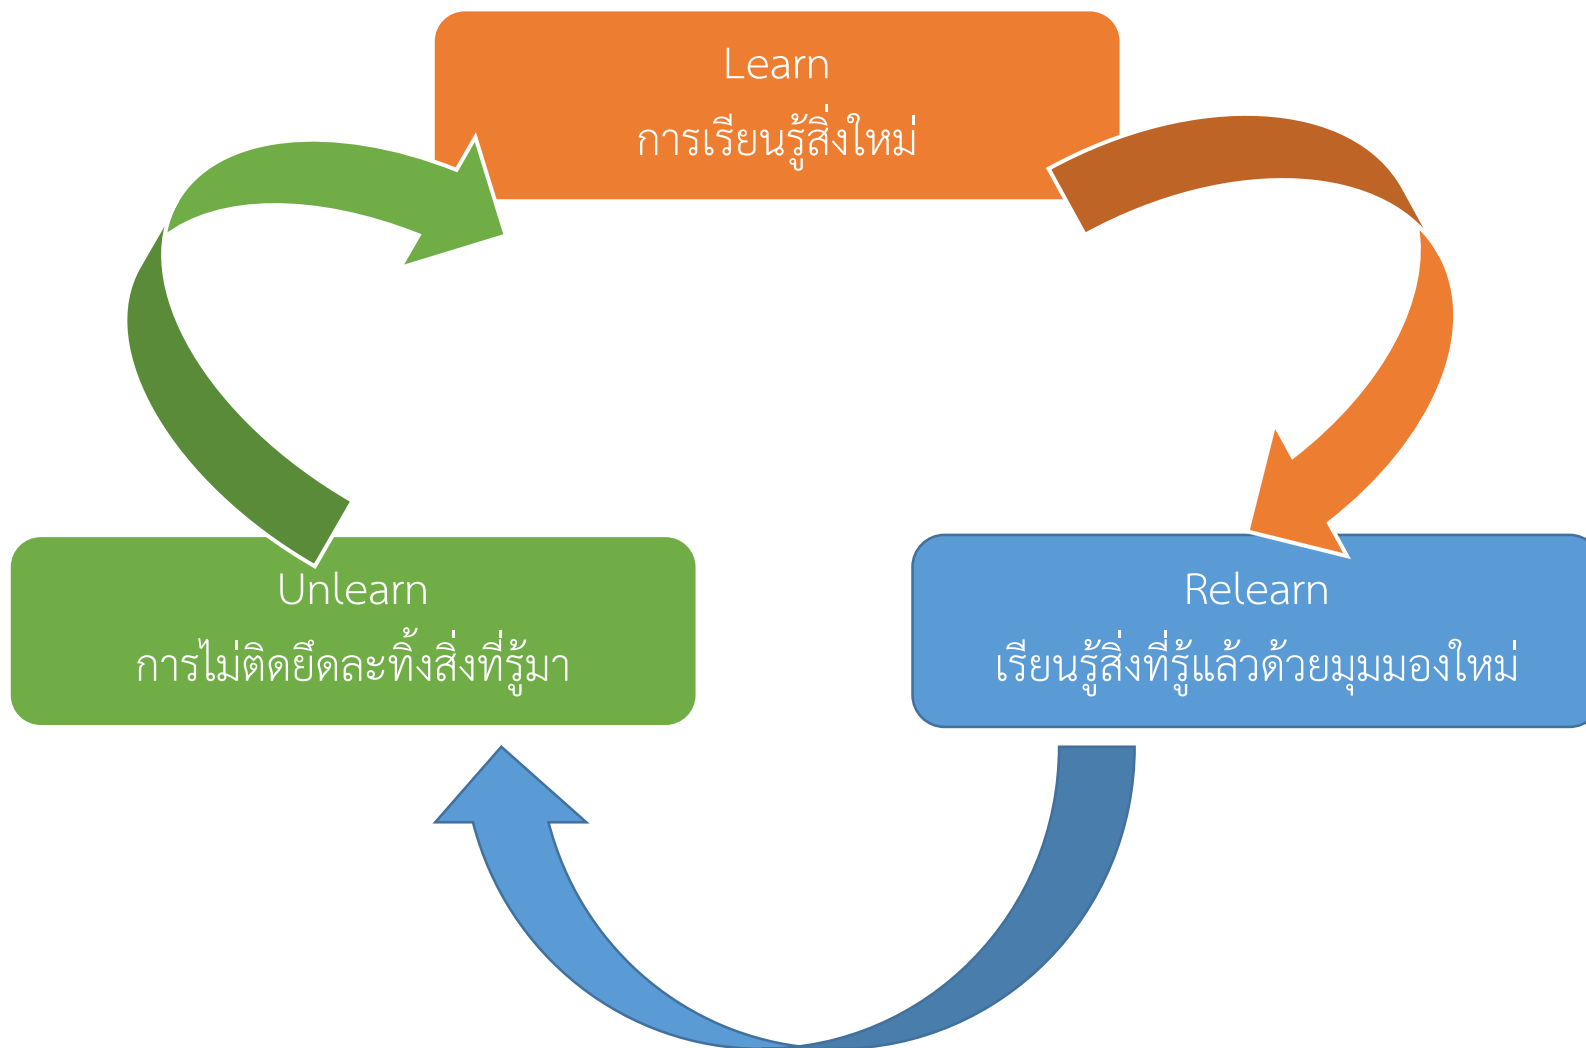 Learn
การเรียนรู้สิ่งใหม่
Unlearn
การไม่ติดยึดละทิ้งสิ่งที่รู้มา
Relearn
เรียนรู้สิ่งที่รู้แล้วด้วยมุมมองใหม่